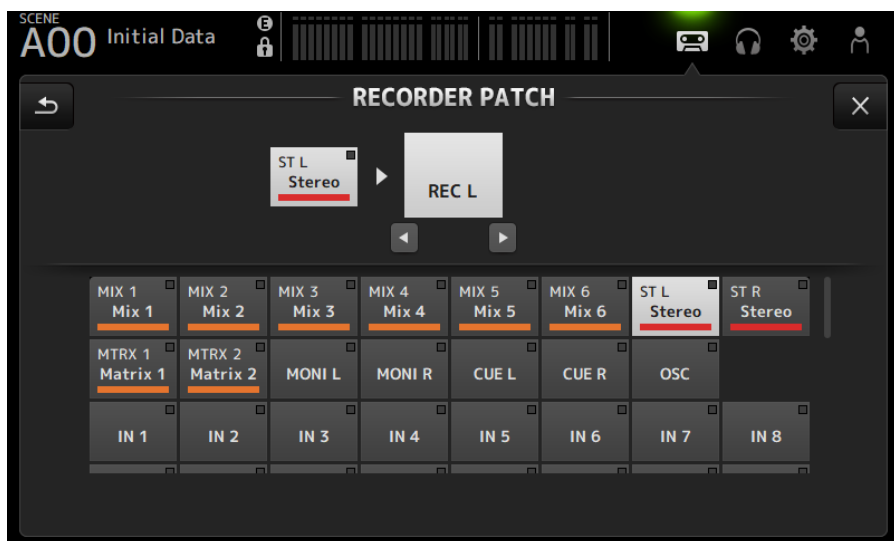 SCENE
A00 Initial Data E
RECORDER PATCH
ST L
Stereo
REC L
MIX 1 MIX 2 MIX 3 MIX 4 MIX 5 MIX 6 ST L ST R
Mix 1 Mix 2 Mix 3 Mix 4 Mix 5 Mix 6 Stereo Stereo
MTRX 1 MTRX 2
Matrix 1 Matrix 2 MONI L MONI R CUE L CUE R OSC
IN 1 IN 2 IN 3 IN 4 IN 5 IN 6 IN 7 IN 8